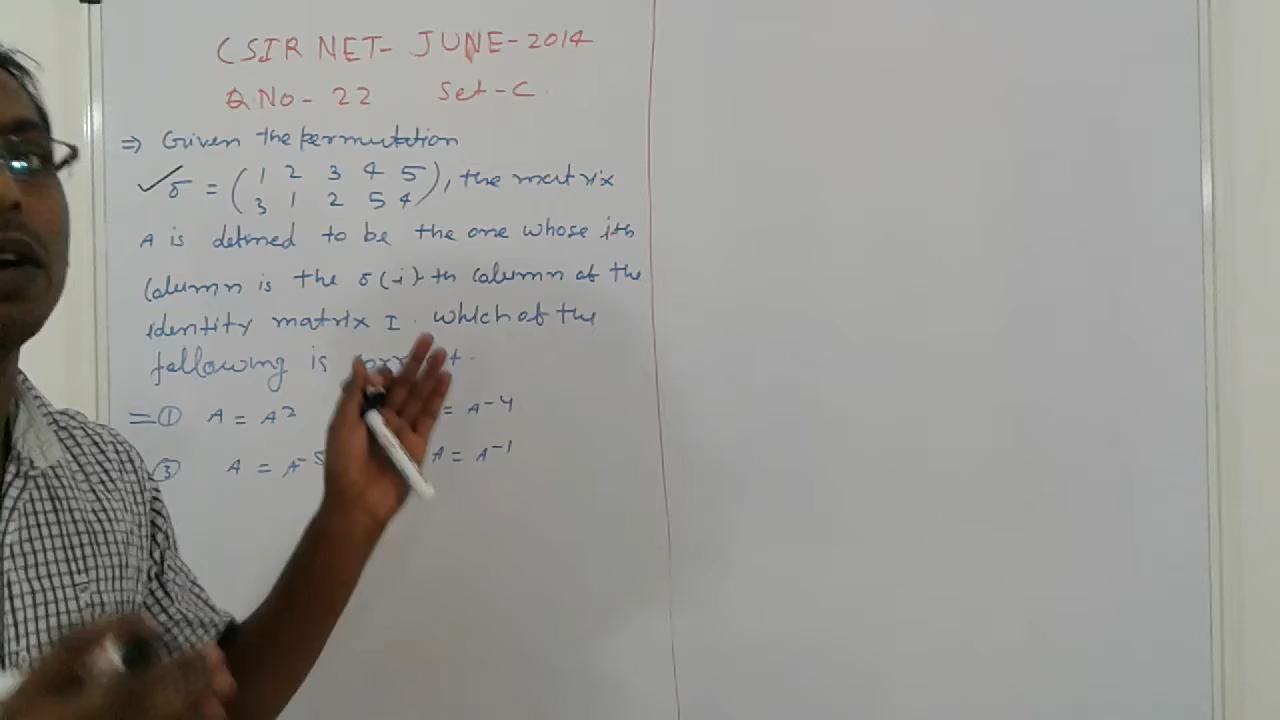 CSIR NET- JUNE-2014
Q No - 22 Set-C
⇒ Given the permutation
✓ σ = ( 1 2 3 4 5 ), the matrix
3 1 2 5 4
A is defined to be the one whose ith
Column is the σ(i) th column of the
identity matrix I. which of the
following is
= ① A = A² = A⁻⁴
③ A = A⁻⁵ A = A⁻¹